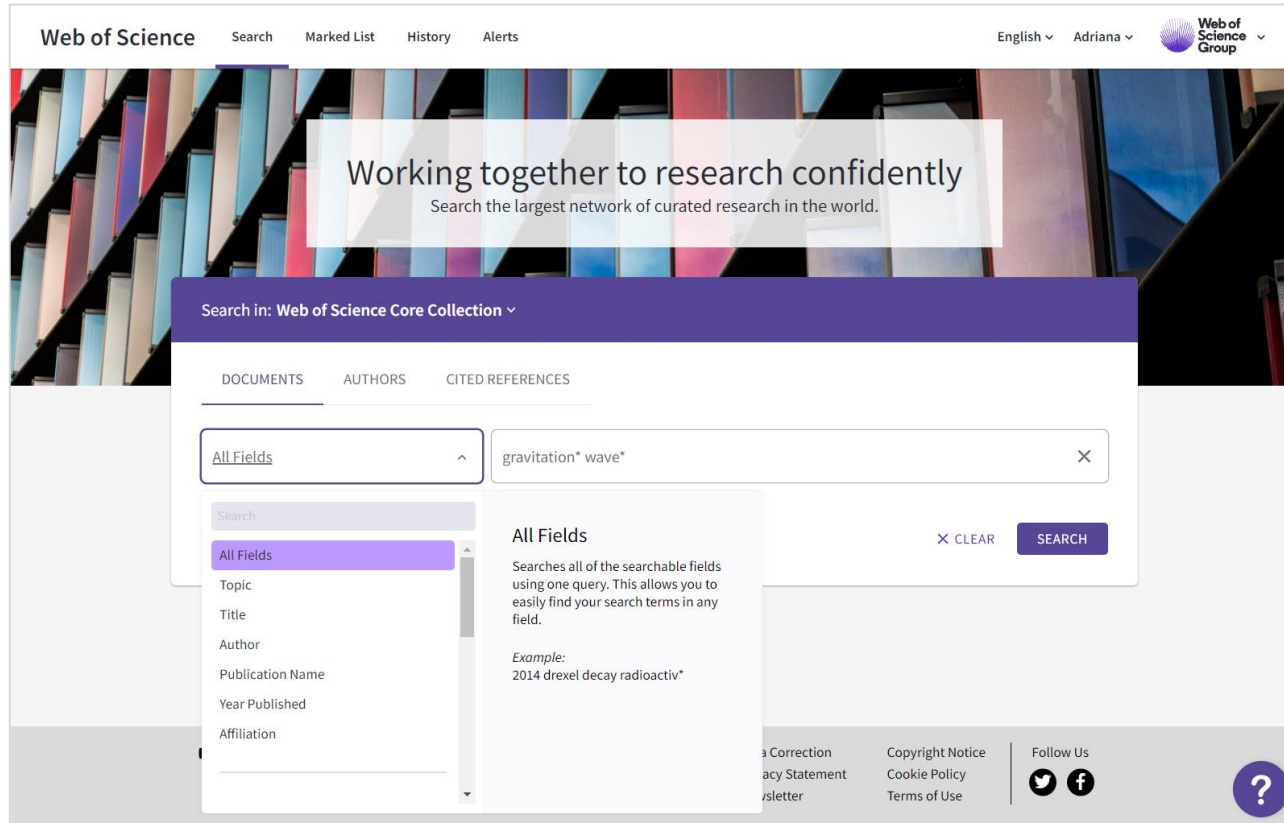 Web of Science Search Marked List History Alerts English Adriana Web of Science Group
Working together to research confidently
Search the largest network of curated research in the world.
Search in: Web of Science Core Collection
DOCUMENTS AUTHORS CITED REFERENCES
All Fields gravitation* wave*
Search
All Fields
Topic
Title
Author
Publication Name
Year Published
Affiliation
All Fields
Searches all of the searchable fields
using one query. This allows you to
easily find your search terms in any
field.
Example:
2014 drexel decay radioactiv*
× CLEAR SEARCH
Correction Copyright Notice Follow Us
Statement Cookie Policy
Terms of Use
?